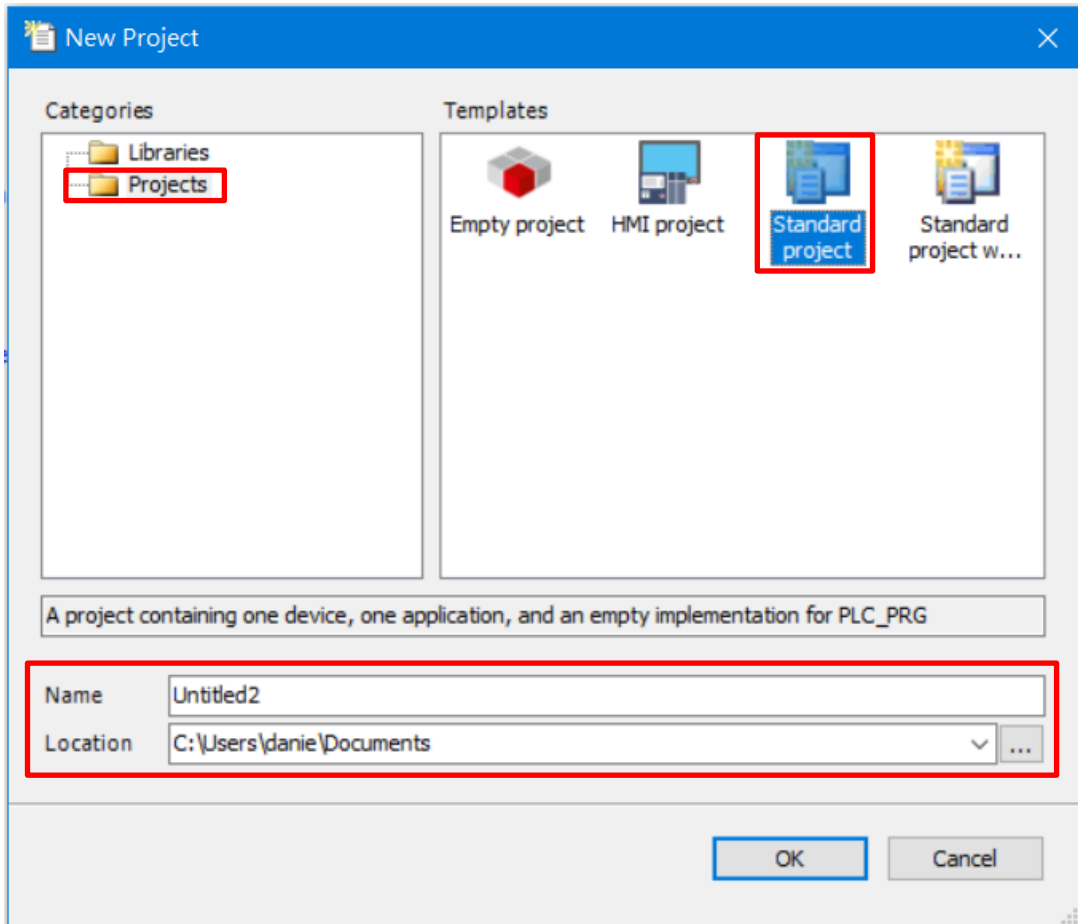 New Project
Categories
Templates
Libraries
Projects
Empty project
HMI project
Standard
project
Standard
project w...
A project containing one device, one application, and an empty implementation for PLC_PRG
Name
Untitled2
Location
C:\Users\danie\Documents
...
OK
Cancel